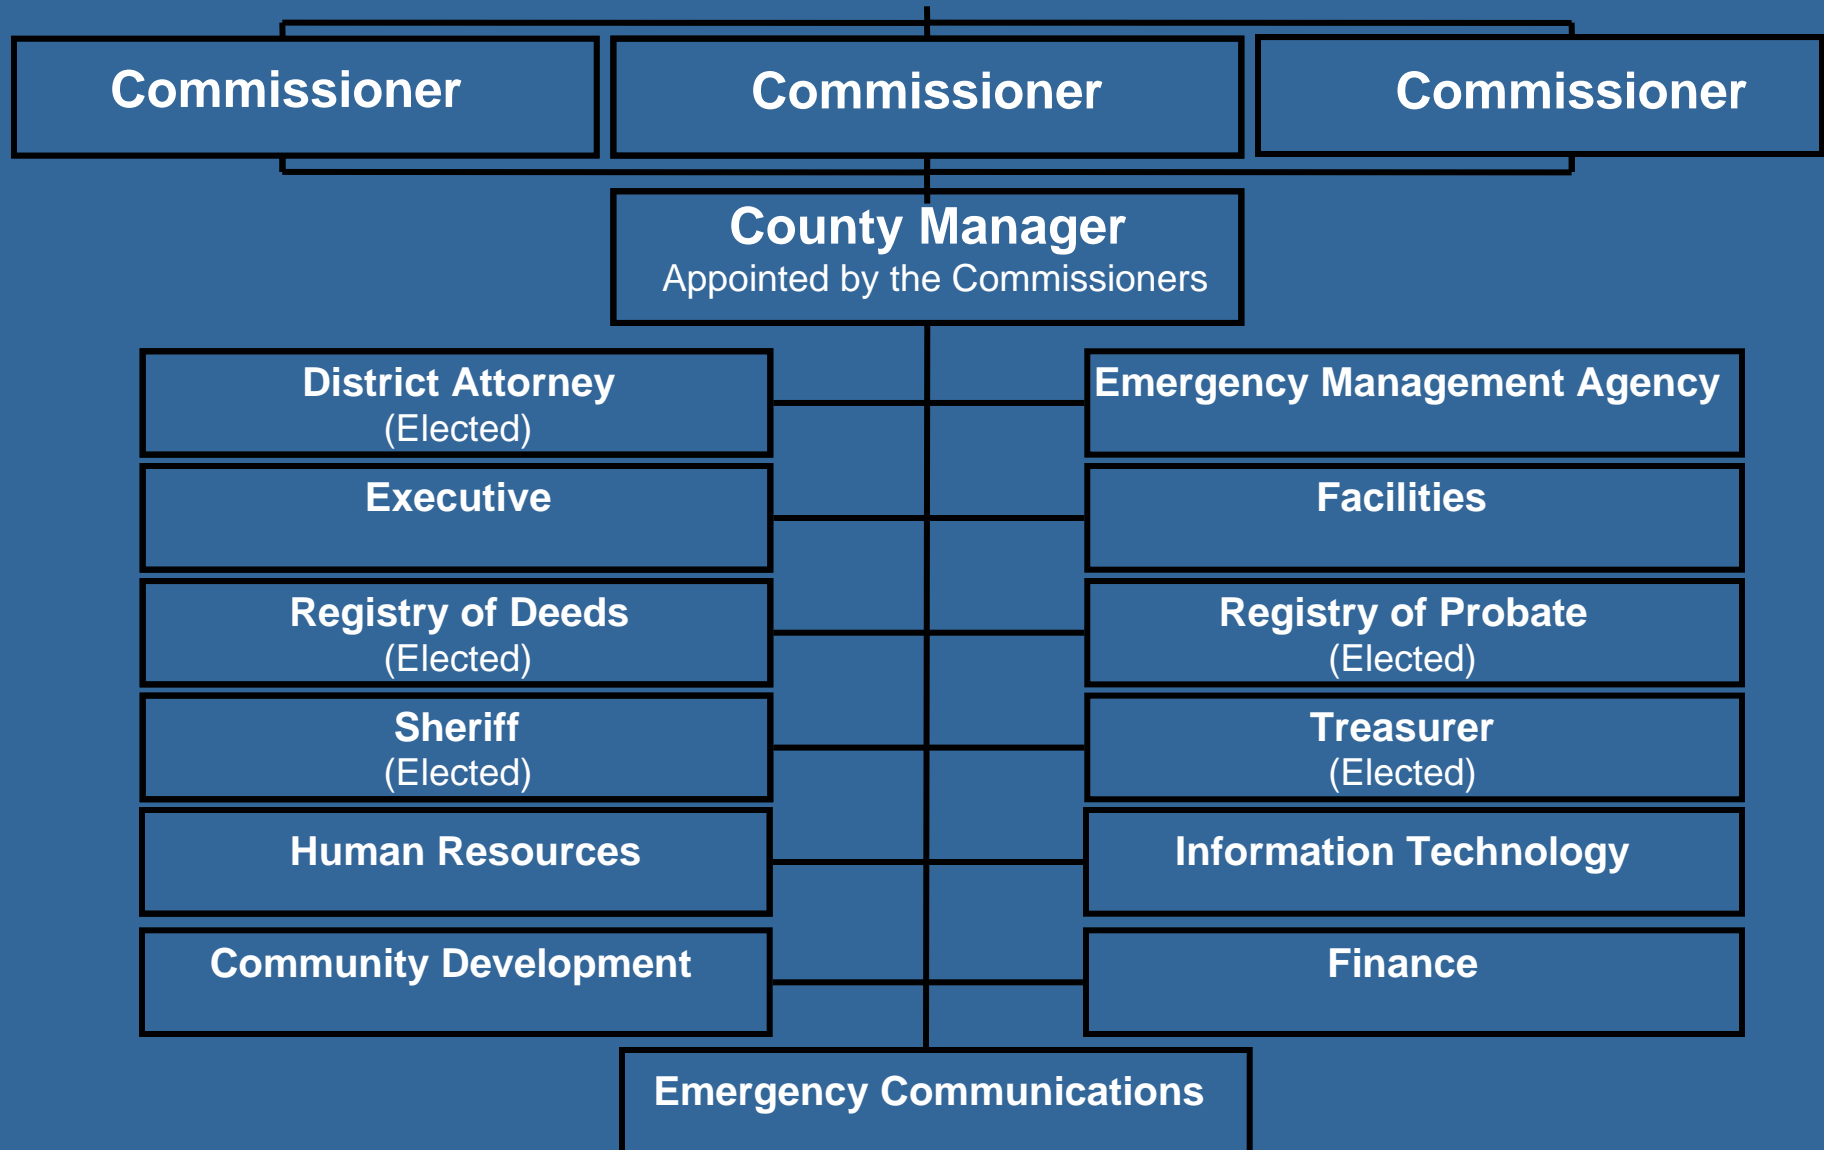 Commissioner
Commissioner
Commissioner
County Manager
Appointed by the Commissioners
District Attorney
(Elected)
Emergency Management Agency
Executive
Facilities
Registry of Deeds
(Elected)
Registry of Probate
(Elected)
Sheriff
(Elected)
Treasurer
(Elected)
Human Resources
Information Technology
Community Development
Finance
Emergency Communications